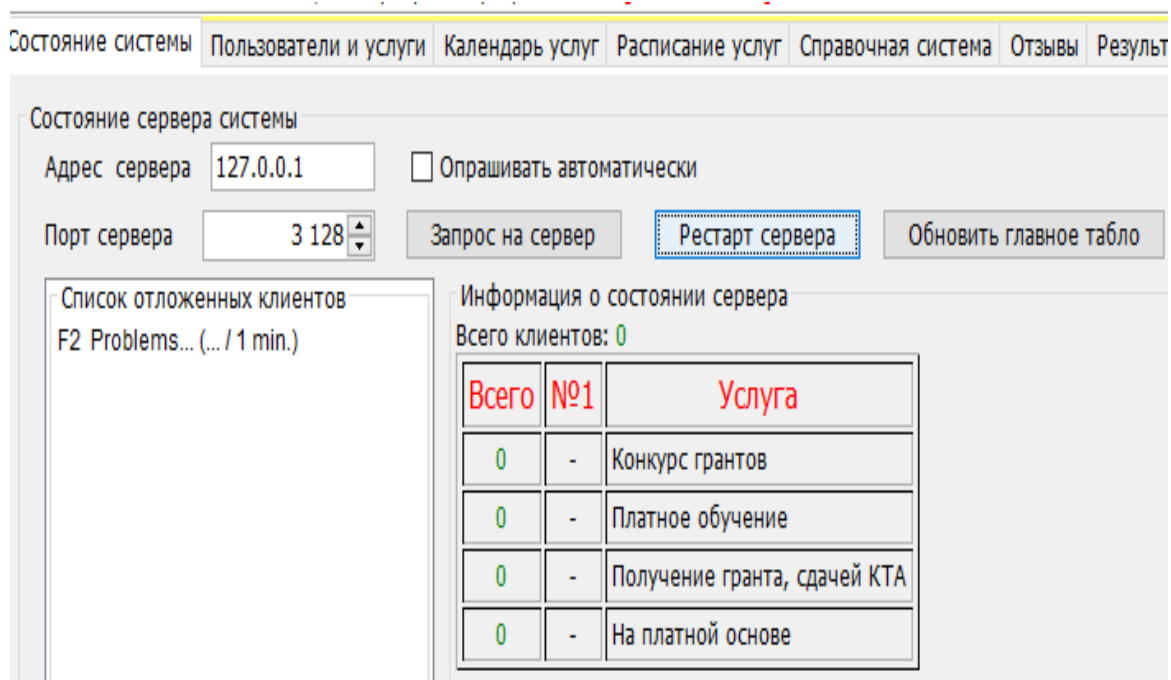 Состояние системы Пользователи и услуги Календарь услуг Расписание услуг Справочная система Отзывы Результ
Состояние сервера системы
Адрес сервера 127.0.0.1 Опрашивать автоматически
Порт сервера 3 128 Запрос на сервер Рестарт сервера Обновить главное табло
Список отложенных клиентов
F2 Problems... (... / 1 min.)
Информация о состоянии сервера
Всего клиентов: 0
Всего №1 Услуга
0 - Конкурс грантов
0 - Платное обучение
0 - Получение гранта, сдачей КТА
0 - На платной основе